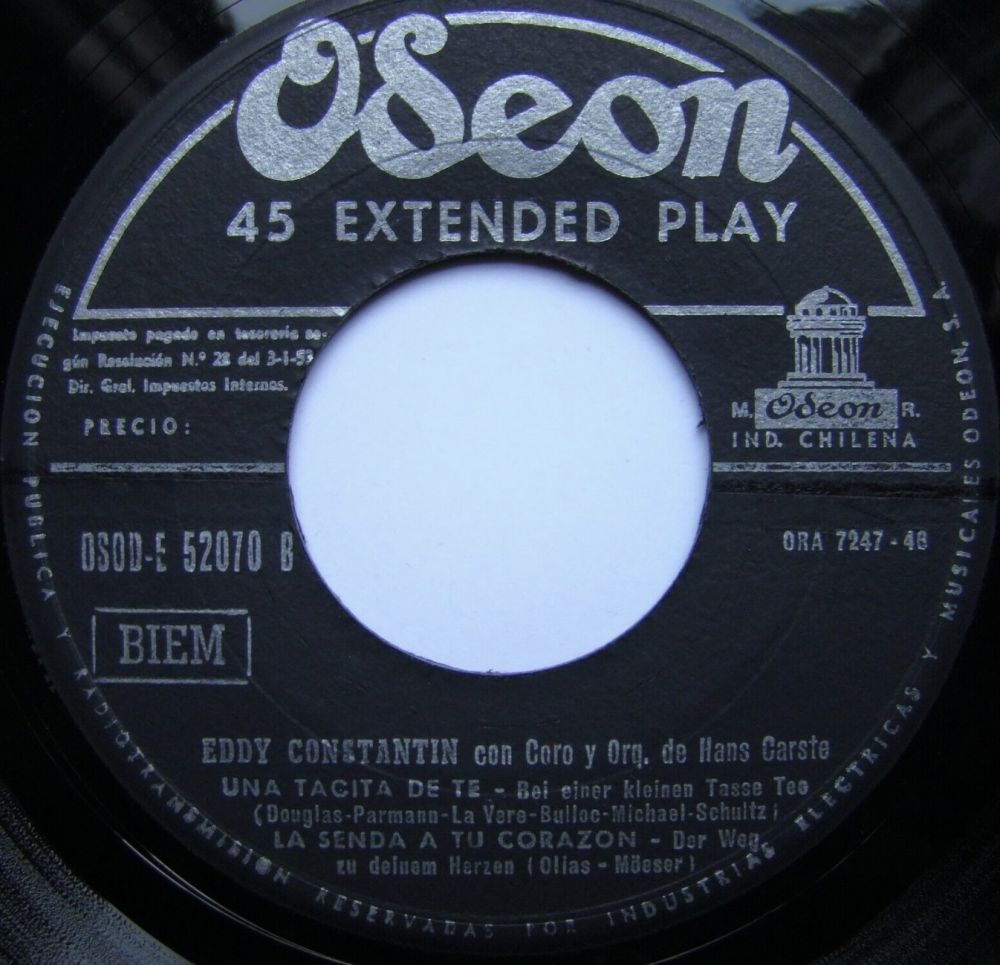 Odeon
45 EXTENDED PLAY
Impuesto pagado en tesorería se-
gún Resolución N.º 28 del 3-1-53
Dir. Gral. Impuestos Internos.
PRECIO:
M. Odeon R.
IND. CHILENA
OSOD-E 52070 B
ORA 7247-46
BIEM
EDDY CONSTANTIN con Coro y Orq. de Hans Carste
UNA TACITA DE TE - Bei einer kleinen Tasse Tee
(Douglas-Parmann-La Vere-Bulloc-Michael-Schultz)
LA SENDA A TU CORAZON - Der Weg
zu deinem Herzen (Olias - Möeser)
EJECUCION PUBLICA Y RADIOTRANSMISION RESERVADAS POR INDUSTRIAS ELECTRICAS Y MUSICALES ODEON, S. A.